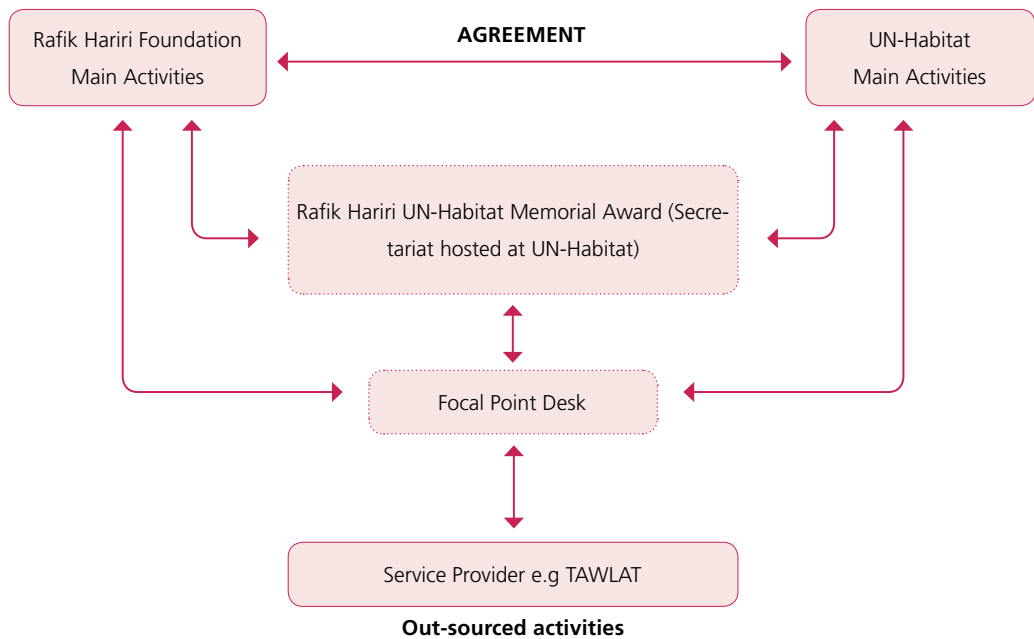 Rafik Hariri Foundation
Main Activities
AGREEMENT
UN-Habitat
Main Activities
Rafik Hariri UN-Habitat Memorial Award (Secre-
tariat hosted at UN-Habitat)
Focal Point Desk
Service Provider e.g TAWLAT
Out-sourced activities